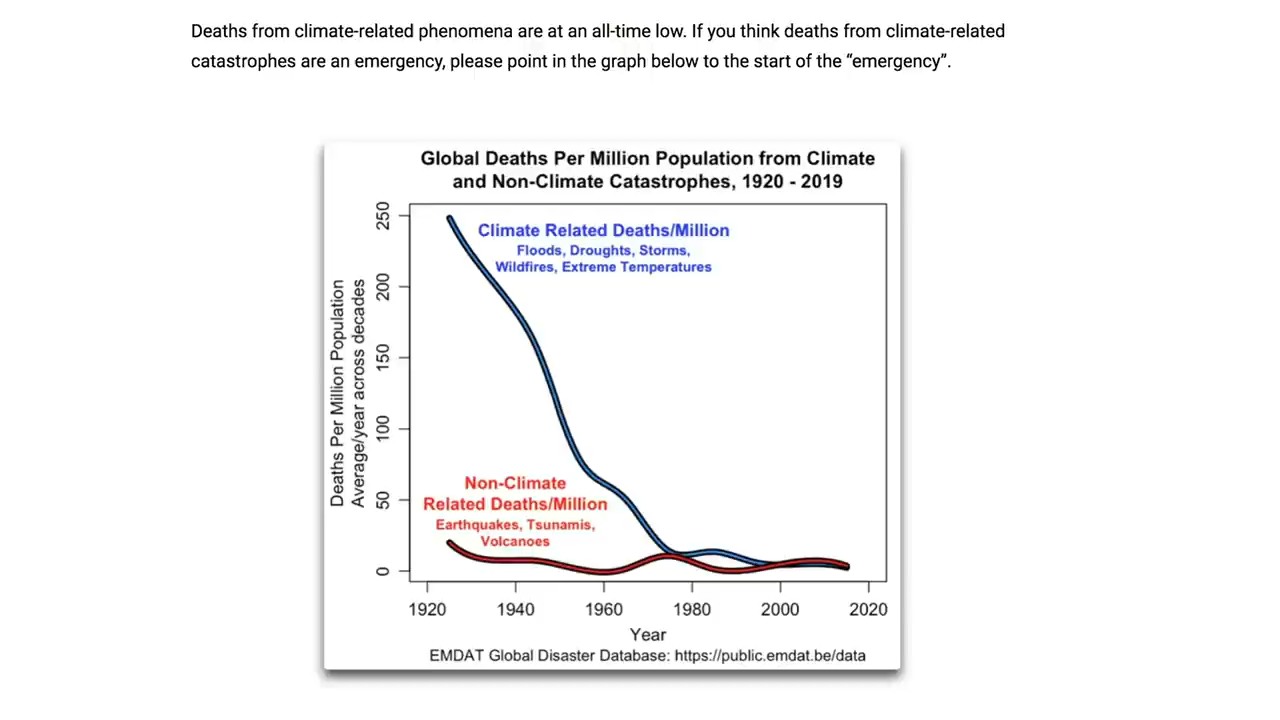 Deaths from climate-related phenomena are at an all-time low. If you think deaths from climate-related
catastrophes are an emergency, please point in the graph below to the start of the “emergency”.
Global Deaths Per Million Population from Climate
and Non-Climate Catastrophes, 1920 - 2019
Deaths Per Million Population
Average/year across decades
250
200
150
100
50
0
Climate Related Deaths/Million
Floods, Droughts, Storms,
Wildfires, Extreme Temperatures
Non-Climate
Related Deaths/Million
Earthquakes, Tsunamis,
Volcanoes
1920 1940 1960 1980 2000 2020
Year
EMDAT Global Disaster Database: https://public.emdat.be/data